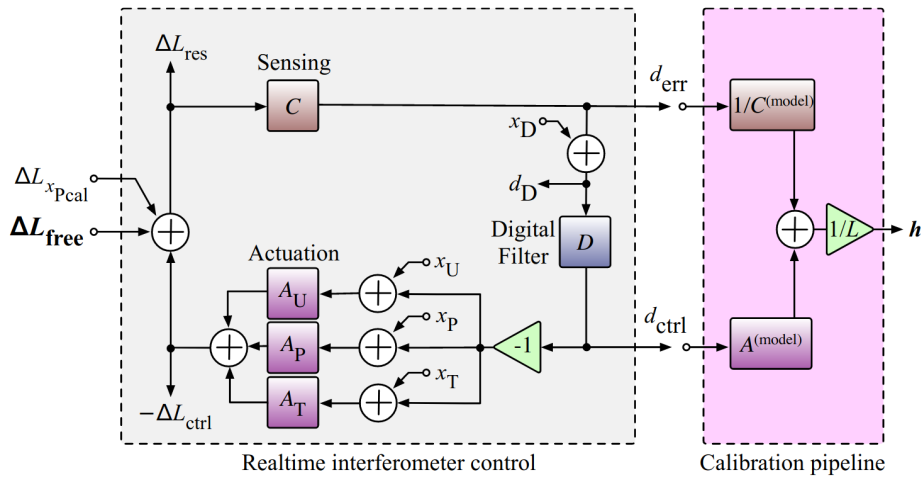 ΔL_res
Sensing
C
d_err
1/C^(model)
x_D
ΔL_x_Pcal
d_D
ΔL_free
1/L
h
Digital
Filter
D
Actuation
x_U
A_U
x_P
d_ctrl
A_P
-1
A^(model)
x_T
A_T
−ΔL_ctrl
Realtime interferometer control
Calibration pipeline